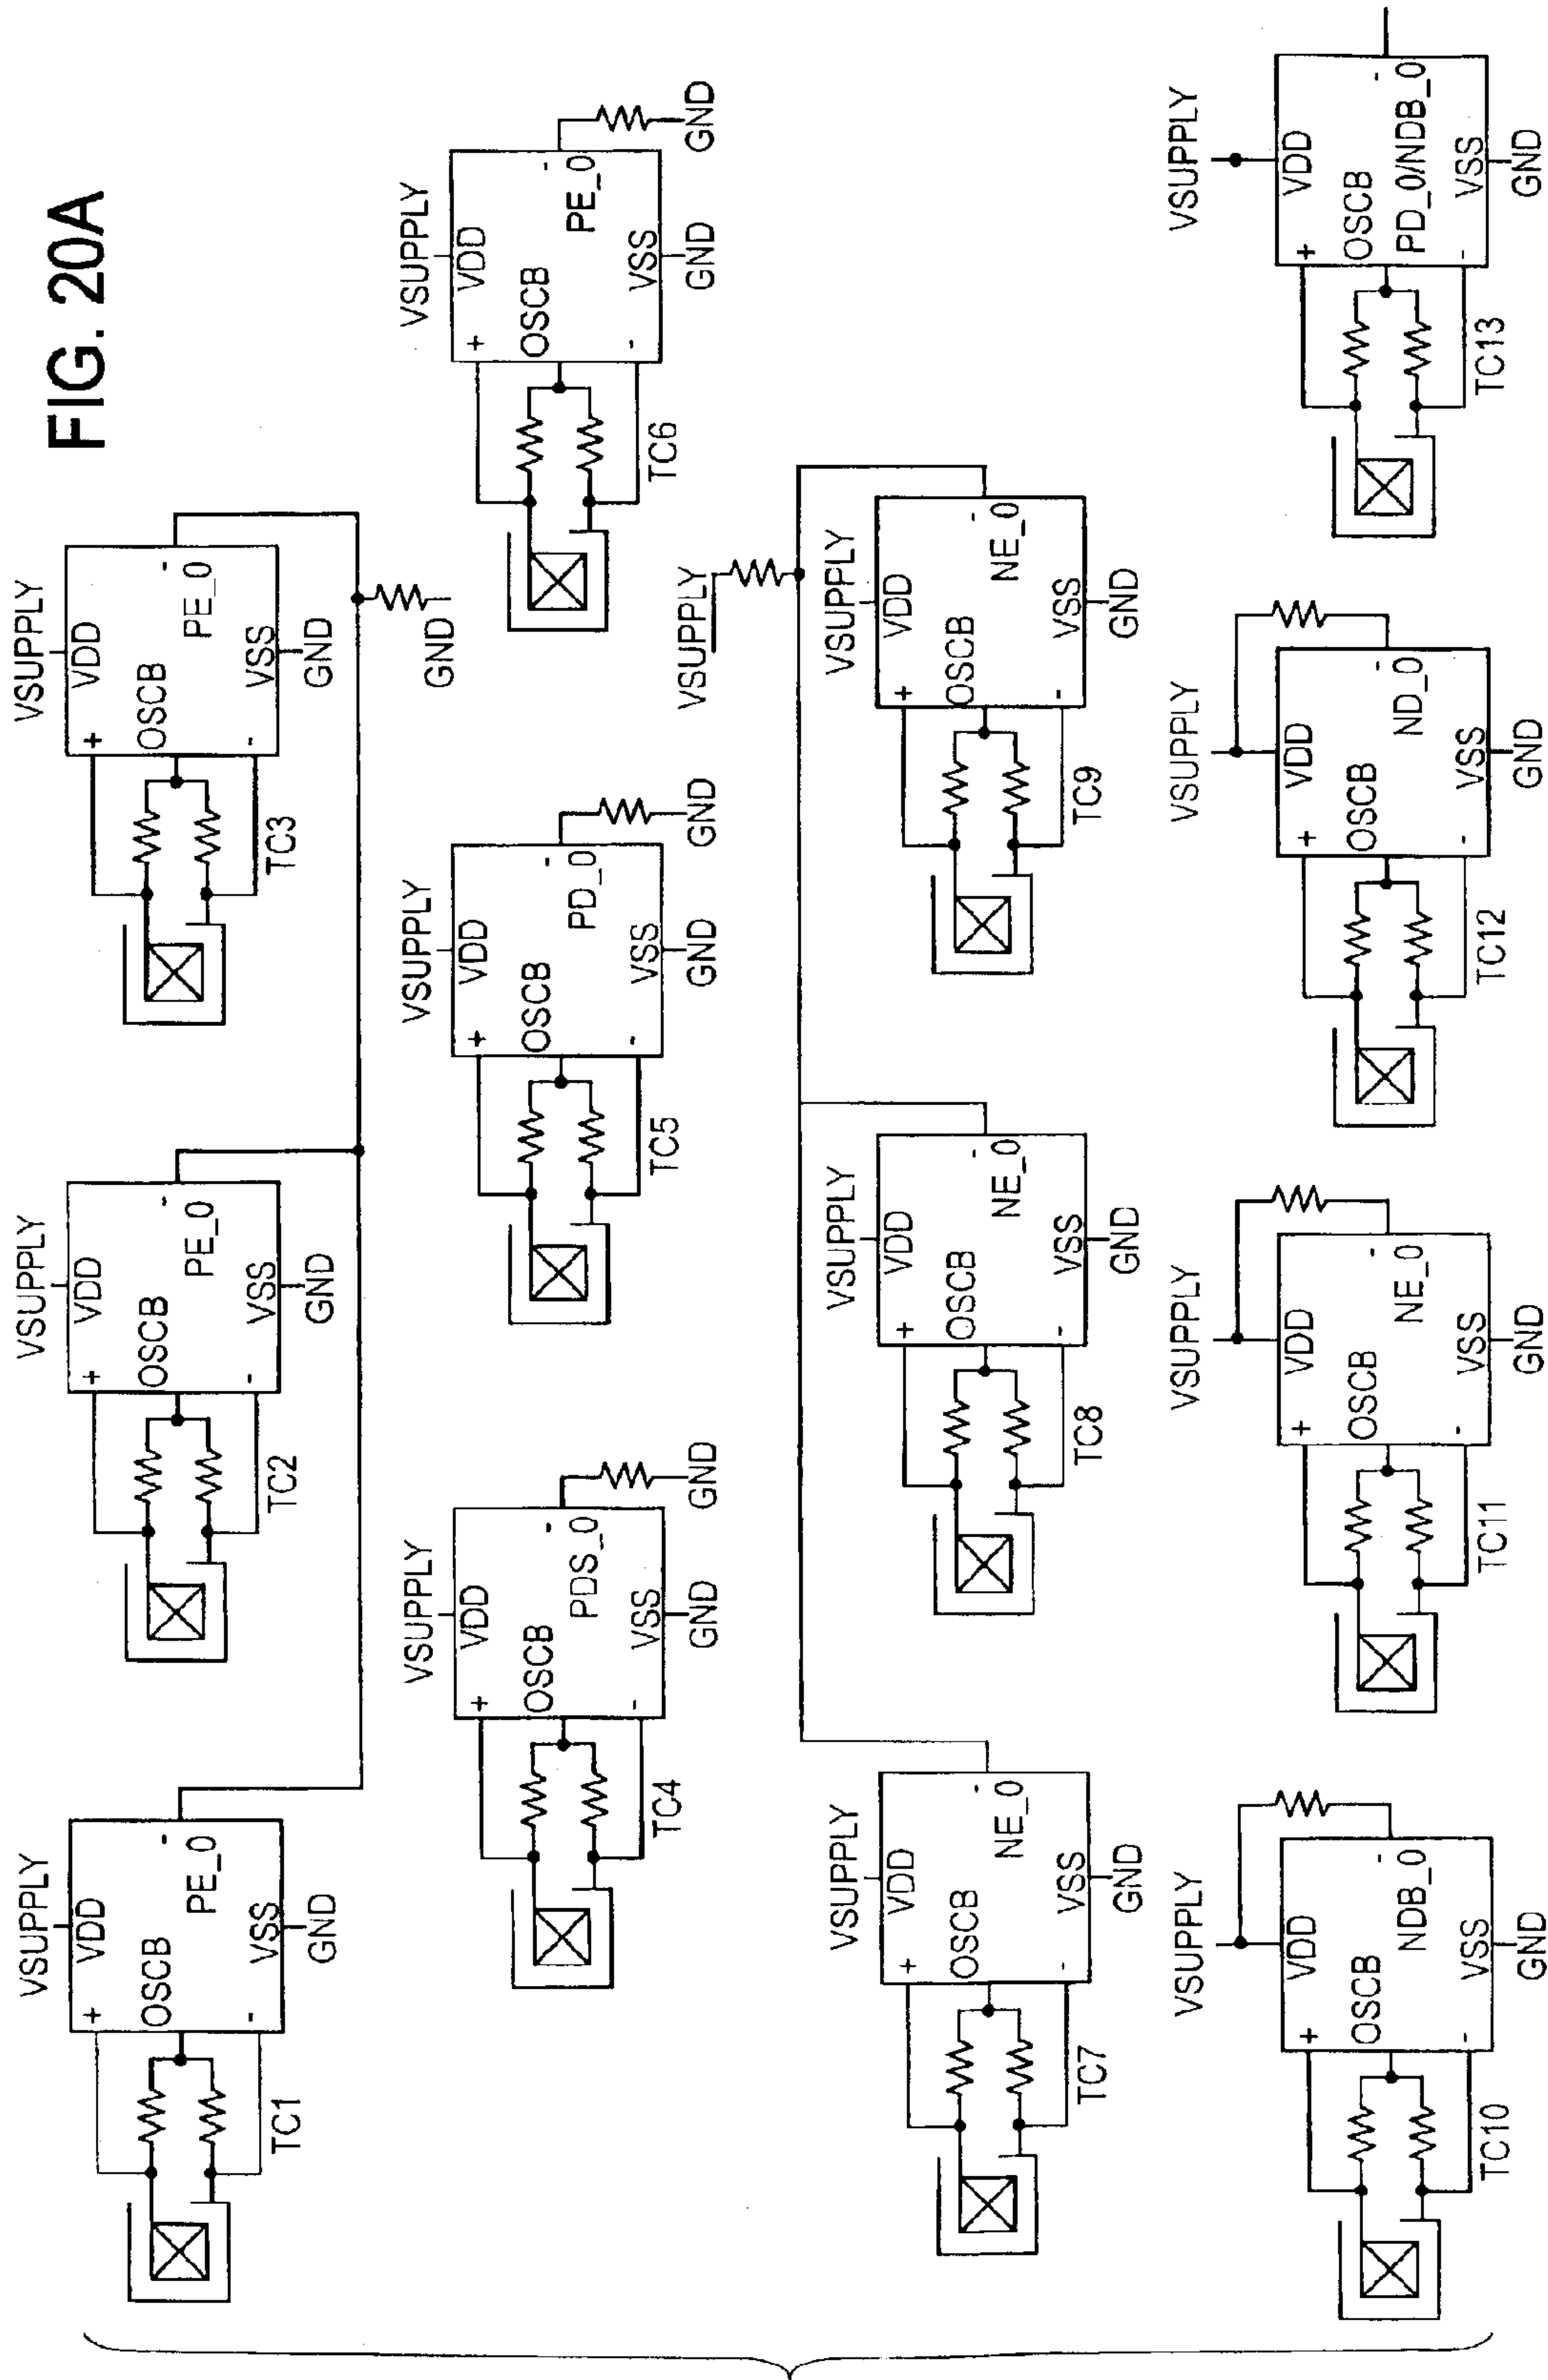 FIG. 20A
VSUPPLY
VDD
+
OSCB
-
PE_0
-
VSS
GND
TC1
VSUPPLY
VDD
+
OSCB
-
PE_0
-
VSS
GND
TC2
VSUPPLY
VDD
+
OSCB
-
PE_0
-
VSS
GND
TC3
GND
VSUPPLY
VDD
+
OSCB
-
PDS_0
-
VSS
GND
GND
TC4
VSUPPLY
VDD
+
OSCB
-
PD_0
-
VSS
GND
GND
TC5
VSUPPLY
VDD
+
OSCB
-
PE_0
-
VSS
GND
GND
TC6
VSUPPLY
VSUPPLY
VDD
+
OSCB
-
NE_0
-
VSS
GND
TC7
VSUPPLY
VDD
+
OSCB
-
NE_0
-
VSS
GND
TC8
VSUPPLY
VDD
+
OSCB
-
NE_0
-
VSS
GND
TC9
VSUPPLY
VDD
+
OSCB
-
NDB_0
-
VSS
GND
TC10
VSUPPLY
VDD
+
OSCB
-
NE_0
-
VSS
GND
TC11
VSUPPLY
VDD
+
OSCB
-
ND_0
-
VSS
GND
TC12
VSUPPLY
VDD
+
OSCB
-
PD_0/NDB_0
-
VSS
GND
TC13